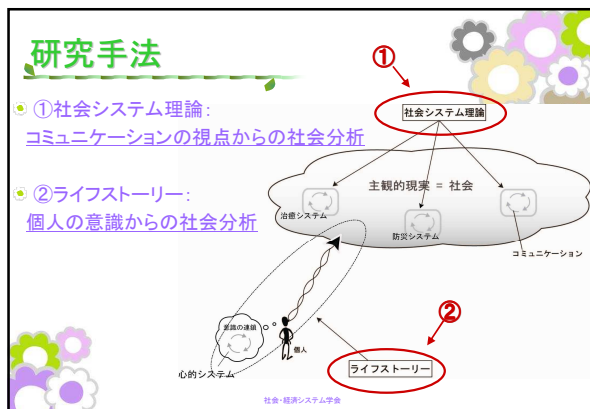 研究手法
①社会システム理論:
コミュニケーションの視点からの社会分析
②ライフストーリー:
個人の意識からの社会分析
①
社会システム理論
主観的現実 = 社会
治癒システム
防災システム
コミュニケーション
意識の連鎖
個人
心的システム
②
ライフストーリー
社会・経済システム学会